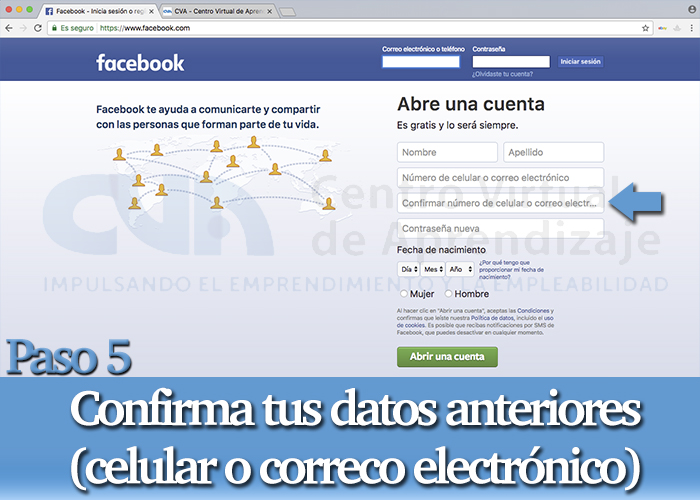 Facebook - Inicia sesión o reg
CVA - Centro Virtual de Apren
Es seguro
https://www.facebook.com
facebook
Correo electrónico o teléfono
Contraseña
Iniciar sesión
¿Olvidaste tu cuenta?
Facebook te ayuda a comunicarte y compartir
con las personas que forman parte de tu vida.
Abre una cuenta
Es gratis y lo será siempre.
Nombre
Apellido
Número de celular o correo electrónico
Confirmar número de celular o correo electr...
Contraseña nueva
CVA
Centro Virtual
de Aprendizaje
IMPULSANDO EL EMPRENDIMIENTO Y LA EMPLEABILIDAD
Fecha de nacimiento
Día Mes Año
¿Por qué tengo que
proporcionar mi fecha de
nacimiento?
Mujer Hombre
Al hacer clic en "Abrir una cuenta", aceptas las Condiciones y
confirmas que leíste nuestra Política de datos, incluido el uso
de cookies. Es posible que recibas notificaciones por SMS de
Facebook, que puedes desactivar en cualquier momento.
Abrir una cuenta
Paso 5
Confirma tus datos anteriores
(celular o correco electrónico)